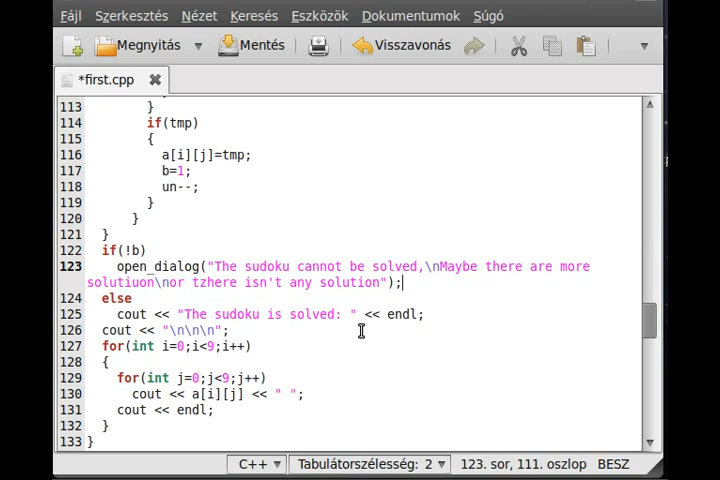 Fájl Szerkesztés Nézet Keresés Eszközök Dokumentumok Súgó
Megnyitás Mentés Visszavonás
*first.cpp
113 }
114 if(tmp)
115 {
116 a[i][j]=tmp;
117 b=1;
118 un--;
119 }
120 }
121 }
122 if(!b)
123 open_dialog("The sudoku cannot be solved,\nMaybe there are more
solutiuon\nor tzhere isn't any solution");
124 else
125 cout << "The sudoku is solved: " << endl;
126 cout << "\n\n\n";
127 for(int i=0;i<9;i++)
128 {
129 for(int j=0;j<9;j++)
130 cout << a[i][j] << " ";
131 cout << endl;
132 }
133 }
C++ Tabulátorszélesség: 2 123. sor, 111. oszlop BESZ